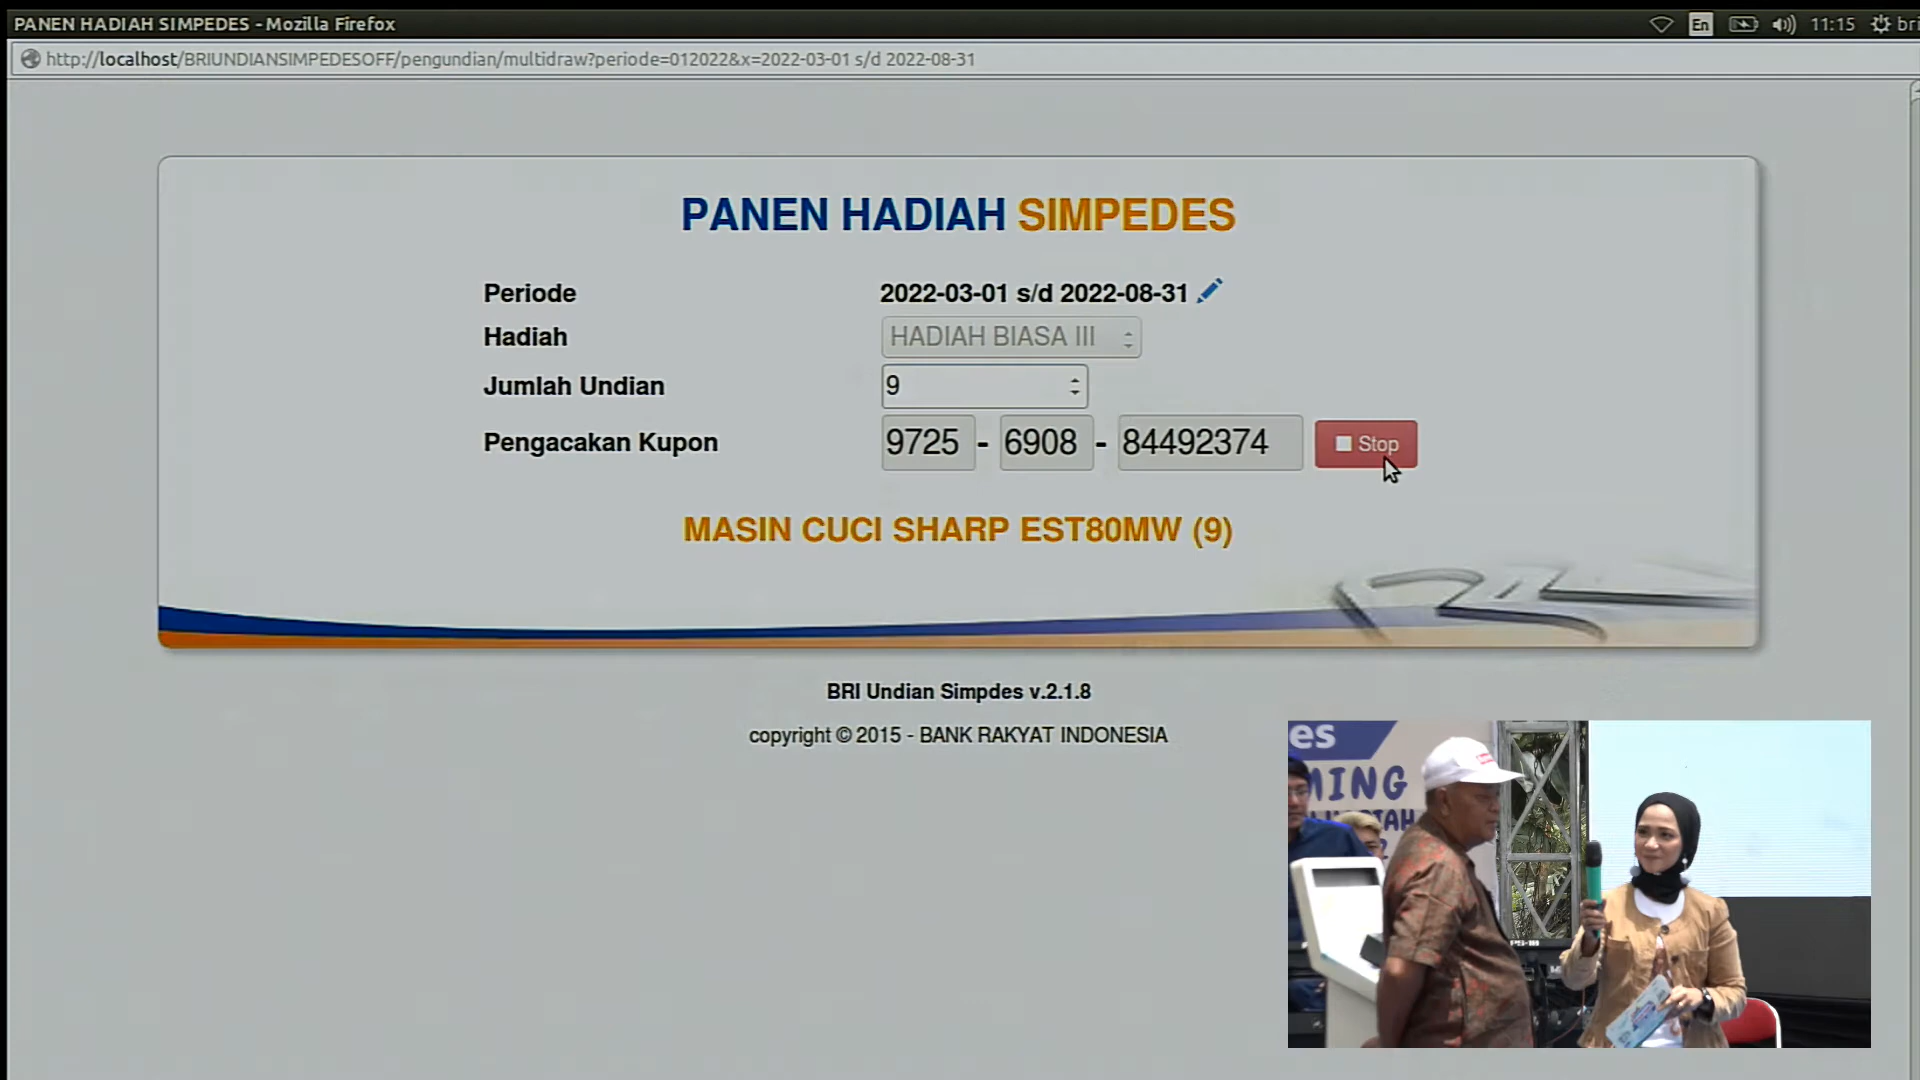 PANEN HADIAH SIMPEDES - Mozilla Firefox
En
11:15
bri
http://localhost/BRIUNDIANSIMPEDESOFF/pengundian/multidraw?periode=012022&x=2022-03-01 s/d 2022-08-31
PANEN HADIAH SIMPEDES
Periode 2022-03-01 s/d 2022-08-31
Hadiah HADIAH BIASA III
Jumlah Undian 9
Pengacakan Kupon 9725 - 6908 - 84492374 Stop
MASIN CUCI SHARP EST80MW (9)
BRI Undian Simpdes v.2.1.8
copyright © 2015 - BANK RAKYAT INDONESIA
es
MING